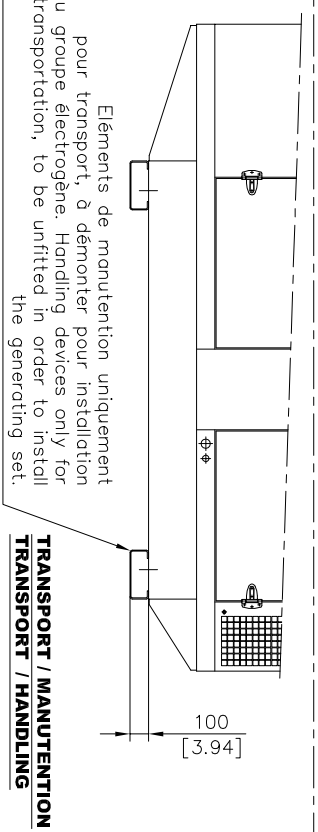 Eléments de manutention uniquement
pour transport, à démonter pour installation
u groupe électrogène. Handling devices only for
transportation, to be unfitted in order to install
the generating set.
100
[3.94]
TRANSPORT / MANUTENTION
TRANSPORT / HANDLING